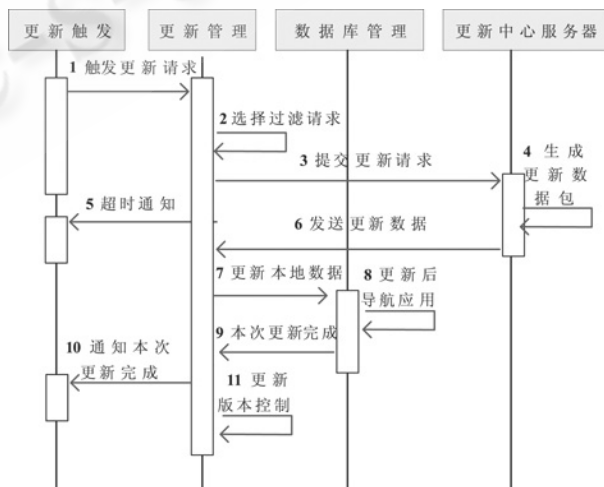 更新触发
更新管理
数据库管理
更新中心服务器
1 触发更新请求
2 选择过滤请求
3 提交更新请求
4 生成
更新数
据包
5 超时通知
6 发送更新数据
7 更新本地数据
8 更新后
导航应用
9 本次更新完成
10 通知本次
更新完成
11 更新
版本控制